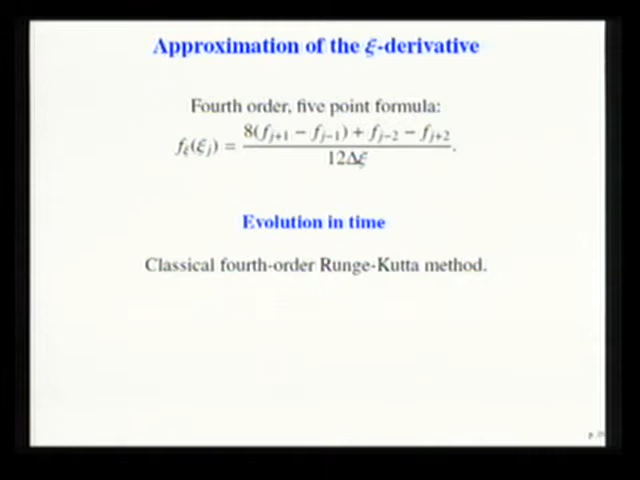 Approximation of the ξ-derivative
Fourth order, five point formula:
f_ξ(ξ_j) = \frac{8(f_{j+1} − f_{j−1}) + f_{j−2} − f_{j+2}}{12Δξ}.
Evolution in time
Classical fourth-order Runge-Kutta method.